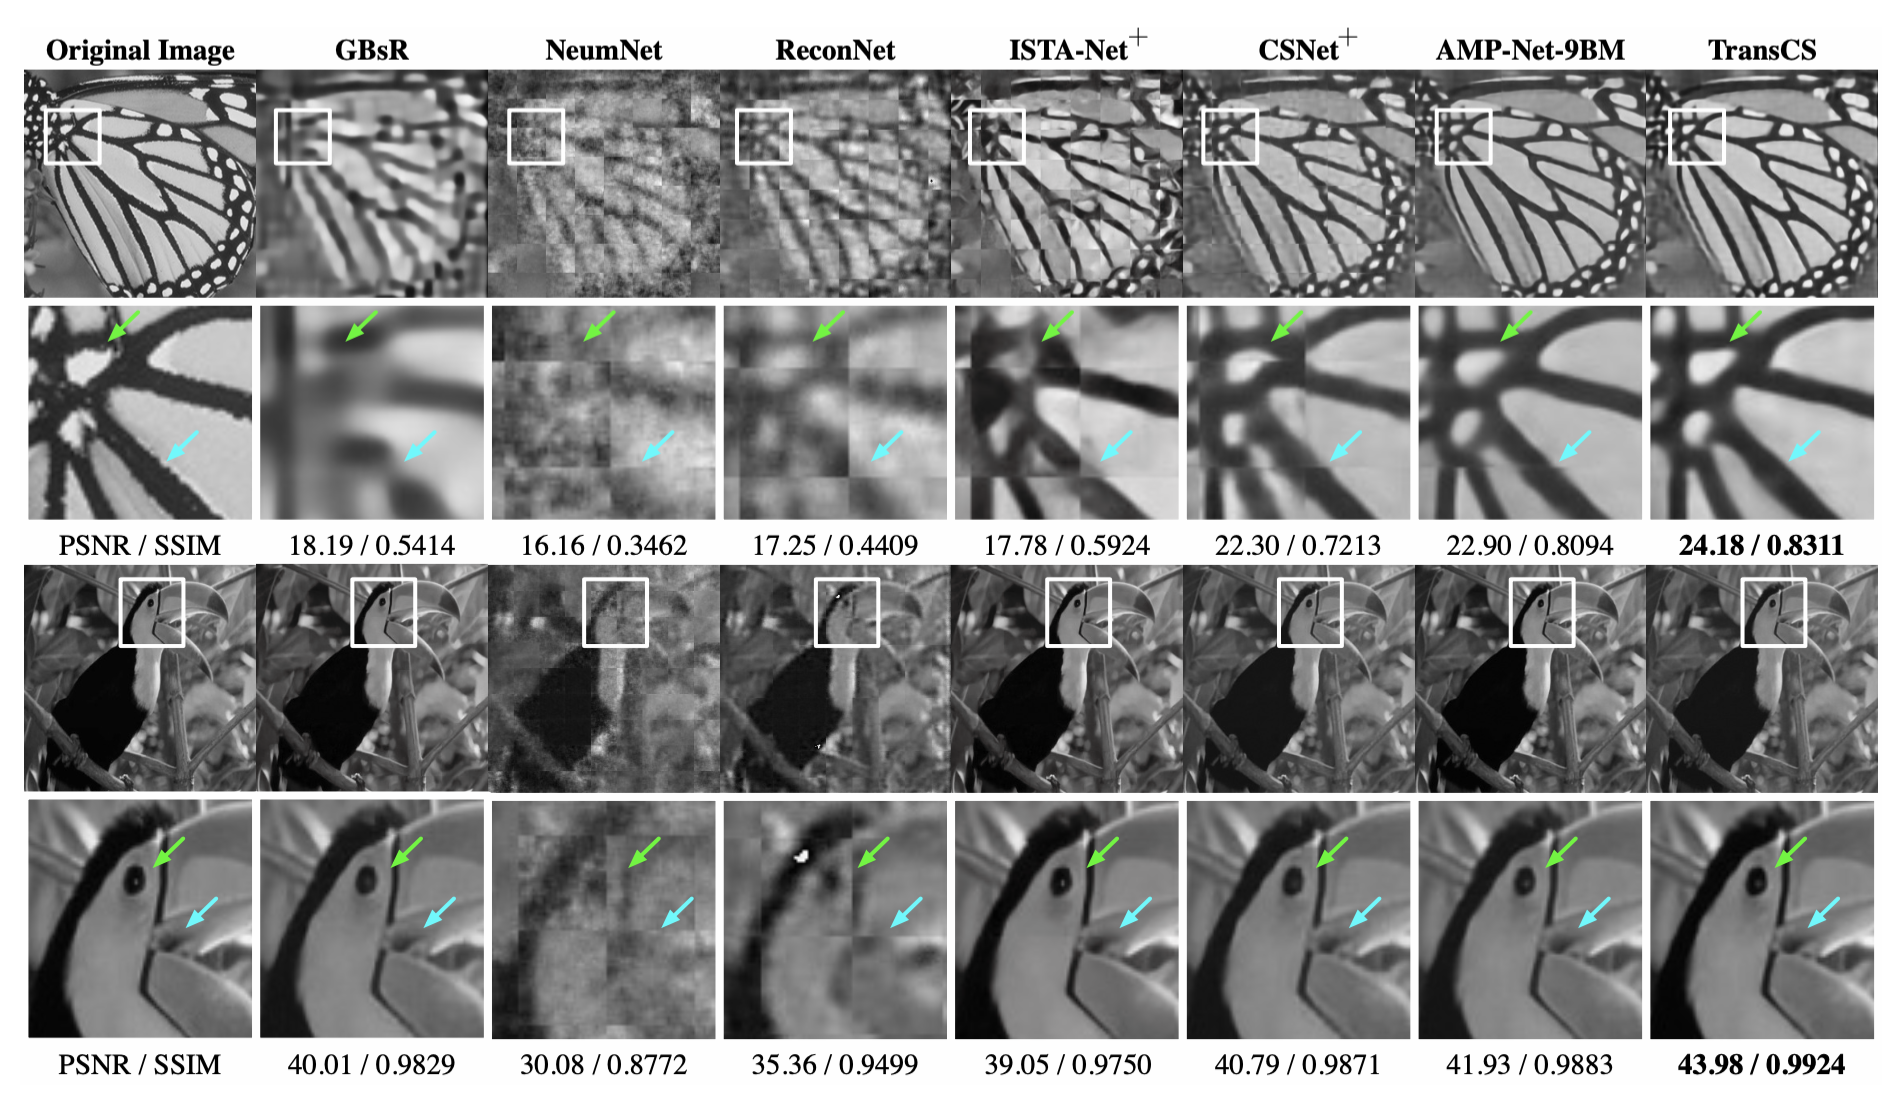 Original Image GBsR NeumNet ReconNet ISTA-Net+ CSNet+ AMP-Net-9BM TransCS
PSNR / SSIM 18.19 / 0.5414 16.16 / 0.3462 17.25 / 0.4409 17.78 / 0.5924 22.30 / 0.7213 22.90 / 0.8094 24.18 / 0.8311
PSNR / SSIM 40.01 / 0.9829 30.08 / 0.8772 35.36 / 0.9499 39.05 / 0.9750 40.79 / 0.9871 41.93 / 0.9883 43.98 / 0.9924